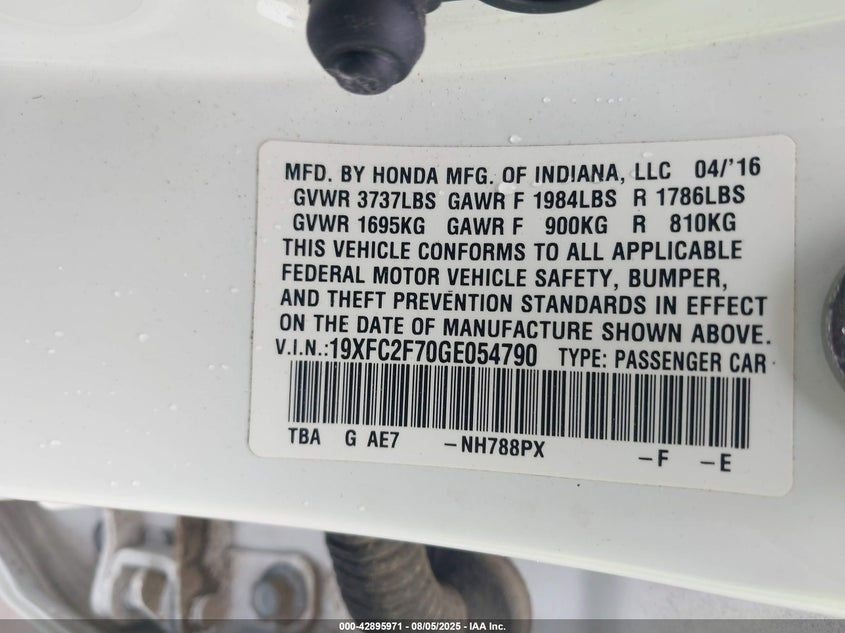 MFD. BY HONDA MFG. OF INDIANA, LLC 04/'16
GVWR 3737LBS GAWR F 1984LBS R 1786LBS
GVWR 1695KG GAWR F 900KG R 810KG
THIS VEHICLE CONFORMS TO ALL APPLICABLE
FEDERAL MOTOR VEHICLE SAFETY, BUMPER,
AND THEFT PREVENTION STANDARDS IN EFFECT
ON THE DATE OF MANUFACTURE SHOWN ABOVE.
V.I.N.:19XFC2F70GE054790 TYPE: PASSENGER CAR
TBA G AE7 –NH788PX –F –E
000-42895971 - 08/05/2025 - IAA Inc.